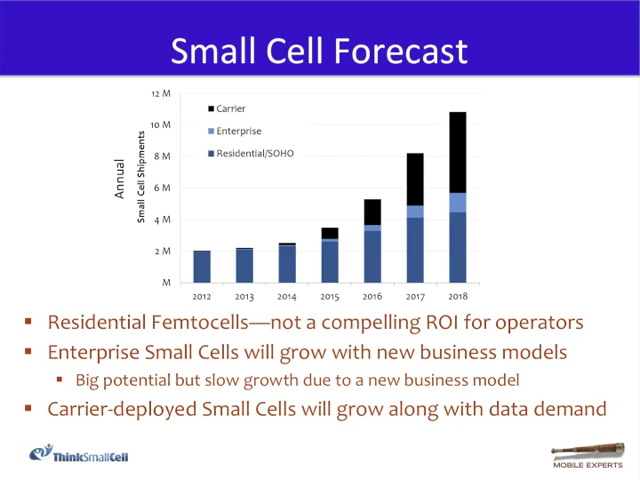 Small Cell Forecast
12 M
10 M
8 M
6 M
4 M
2 M
M
Annual
Small Cell Shipments
Carrier
Enterprise
Residential/SOHO
2012 2013 2014 2015 2016 2017 2018
Residential Femtocells—not a compelling ROI for operators
Enterprise Small Cells will grow with new business models
Big potential but slow growth due to a new business model
Carrier-deployed Small Cells will grow along with data demand
ThinkSmallCell
MOBILE EXPERTS